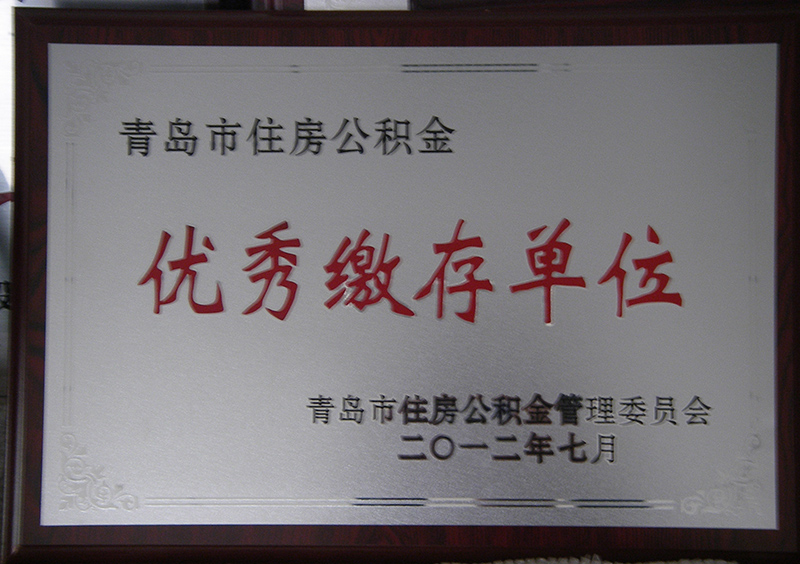 青岛市住房公积金
优秀缴存单位
青岛市住房公积金管理委员会
二〇一二年七月